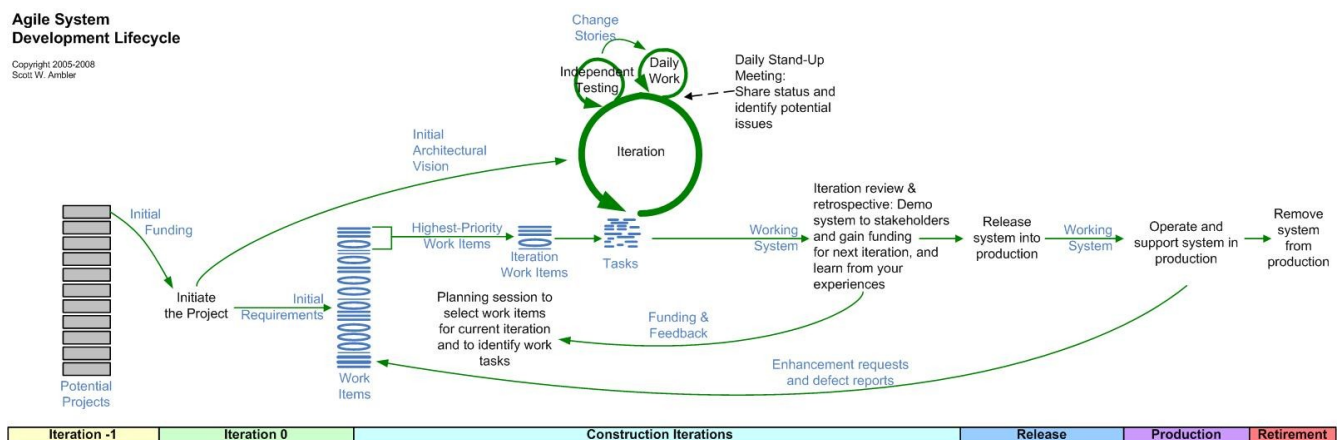 Agile System
Development Lifecycle
Copyright 2005-2008
Scott W. Ambler
Change
Stories
Independent
Testing
Daily
Work
Daily Stand-Up
Meeting:
Share status and
identify potential
issues
Iteration
Initial
Architectural
Vision
Initial
Funding
Potential
Projects
Initiate
the Project
Initial
Requirements
Work
Items
Highest-Priority
Work Items
Iteration
Work Items
Tasks
Planning session to
select work items
for current iteration
and to identify work
tasks
Working
System
Iteration review &
retrospective: Demo
system to stakeholders
and gain funding
for next iteration, and
learn from your
experiences
Funding &
Feedback
Release
system into
production
Working
System
Operate and
support system in
production
Remove
system
from
production
Enhancement requests
and defect reports
Iteration -1
Iteration 0
Construction Iterations
Release
Production
Retirement